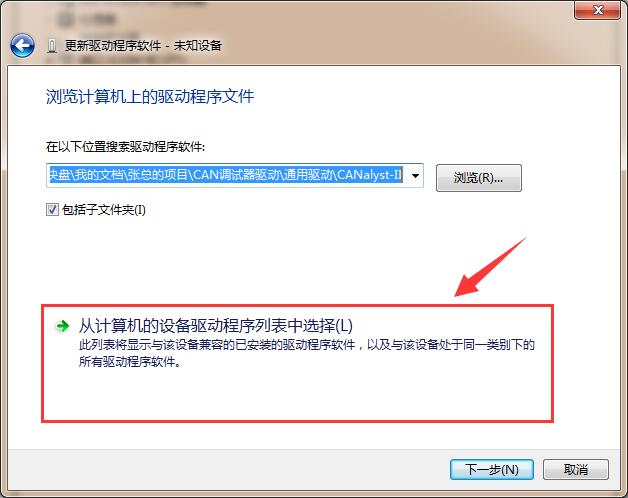 更新驱动程序软件 - 未知设备
浏览计算机上的驱动程序文件
在以下位置搜索驱动程序软件:
盘\我的文档\张总的项目\CAN调试器驱动\通用驱动\CANalyst-II
浏览(R)...
包括子文件夹(I)
从计算机的设备驱动程序列表中选择(L)
此列表将显示与该设备兼容的已安装的驱动程序软件，以及与该设备处于同一类别下的
所有驱动程序软件。
下一步(N)
取消